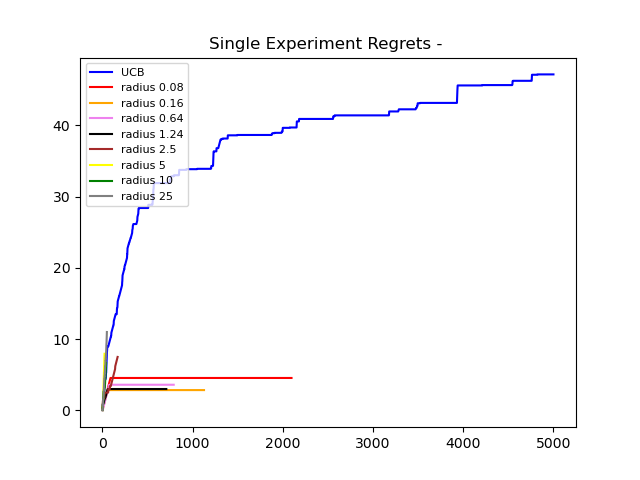 Single Experiment Regrets -
UCB
radius 0.08
radius 0.16
radius 0.64
radius 1.24
radius 2.5
radius 5
radius 10
radius 25
40
30
20
10
0
0 1000 2000 3000 4000 5000